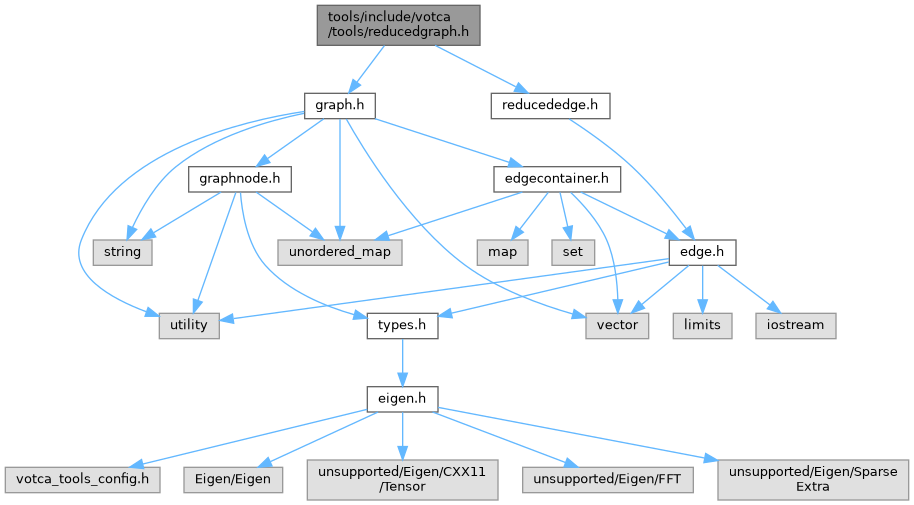 tools/include/votca
/tools/reducedgraph.h
graph.h
reducededge.h
graphnode.h
edgecontainer.h
string
unordered_map
map
set
edge.h
utility
types.h
vector
limits
iostream
eigen.h
votca_tools_config.h
Eigen/Eigen
unsupported/Eigen/CXX11
/Tensor
unsupported/Eigen/FFT
unsupported/Eigen/Sparse
Extra